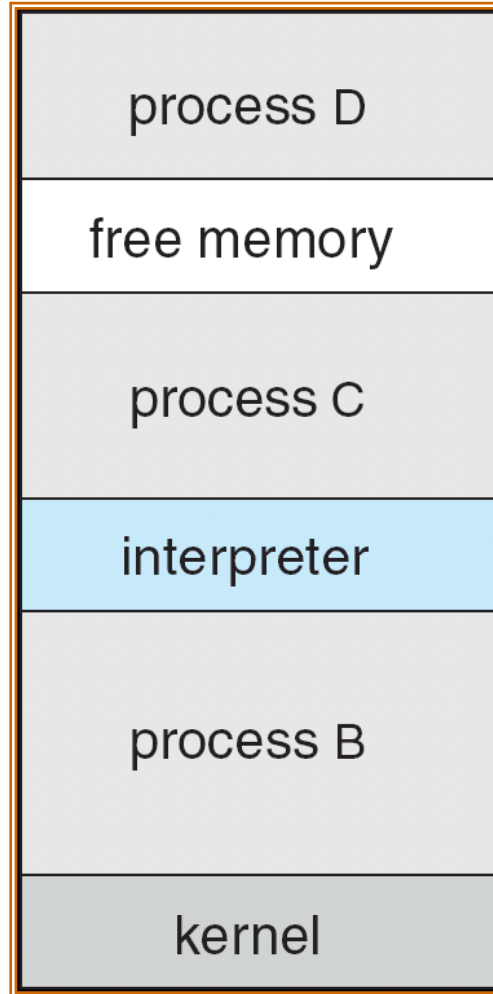 process D
free memory
process C
interpreter
process B
kernel